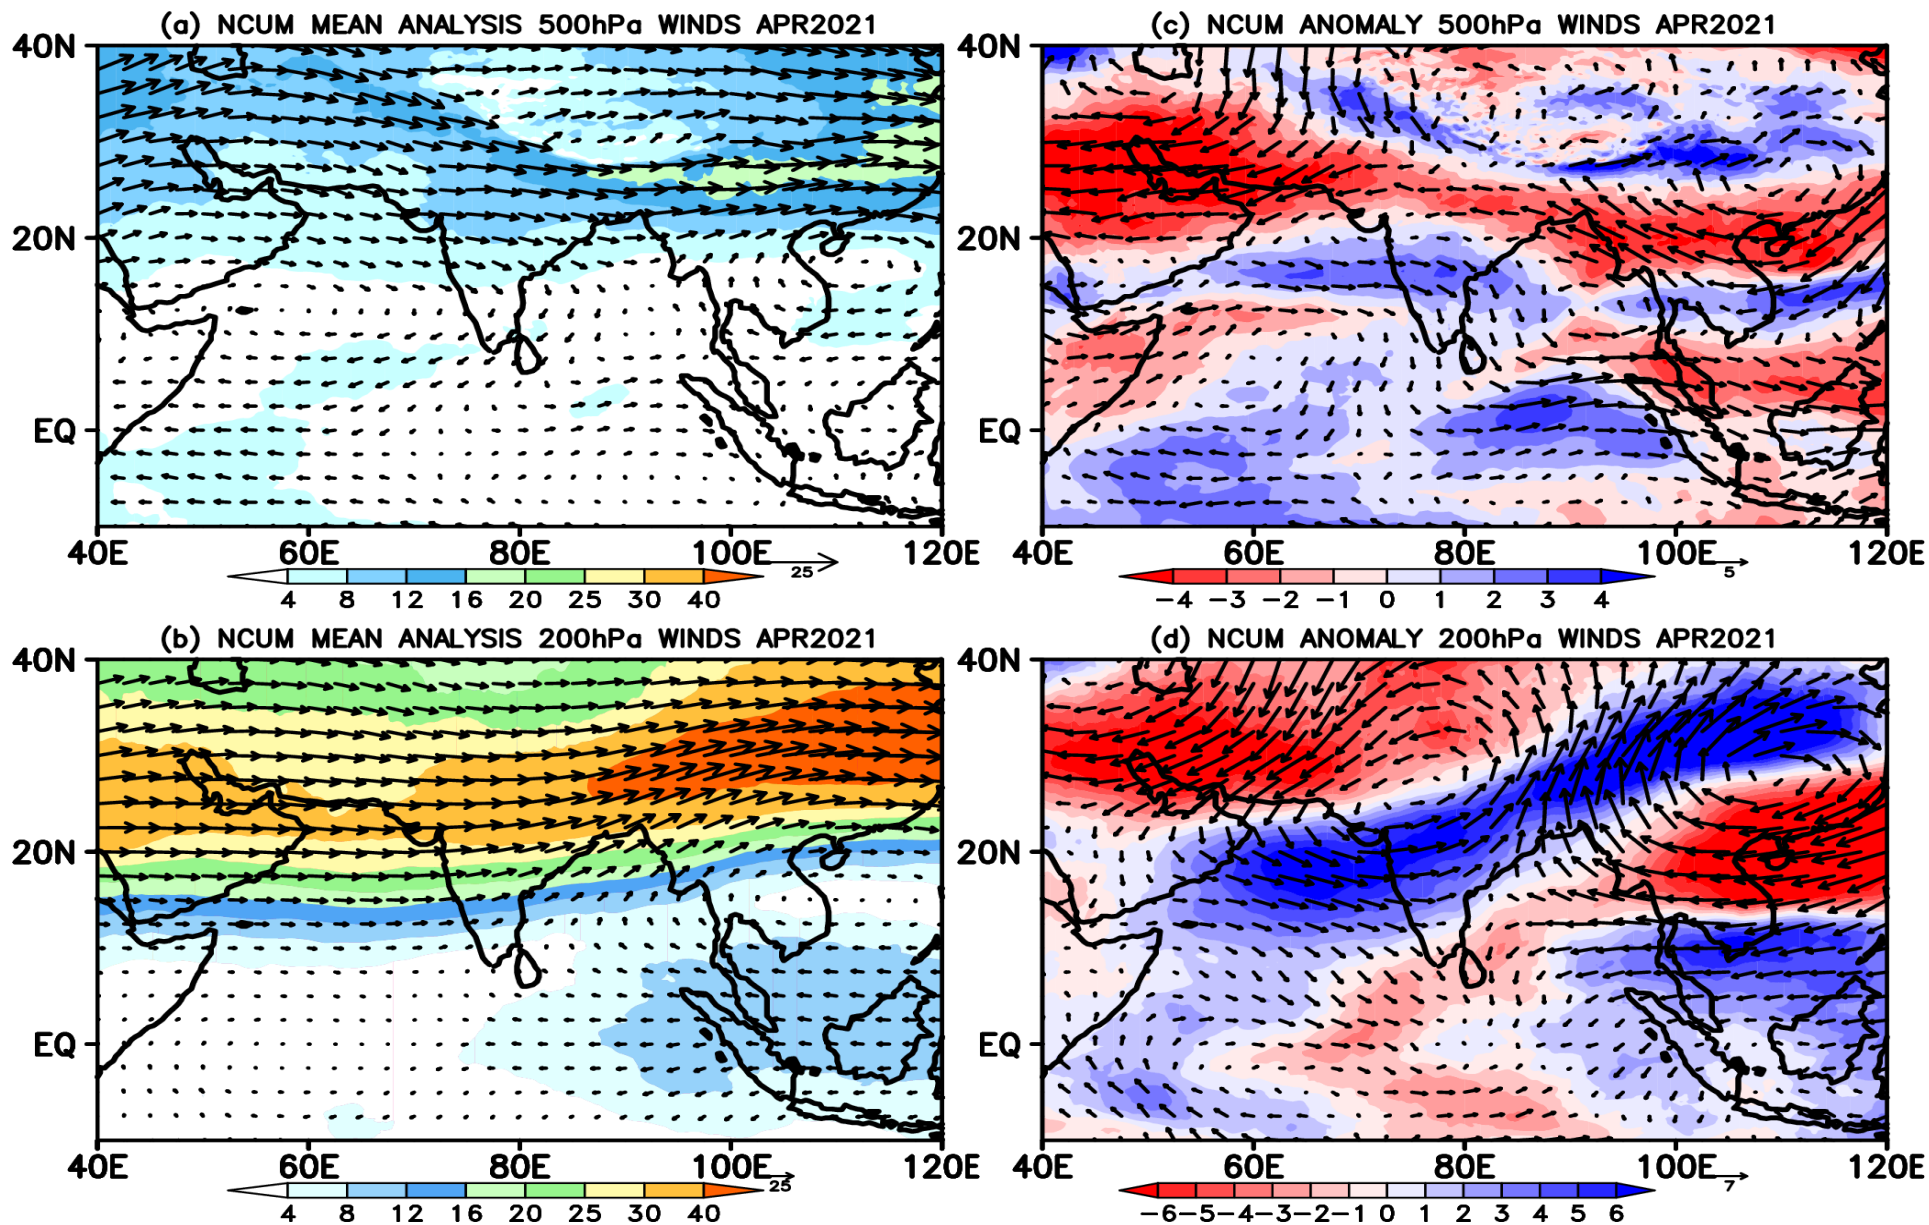 (a) NCUM MEAN ANALYSIS 500hPa WINDS APR2021
40N
20N
EQ
40E 60E 80E 100E 120E
25
4 8 12 16 20 25 30 40
(c) NCUM ANOMALY 500hPa WINDS APR2021
40N
20N
EQ
40E 60E 80E 100E 120E
5
-4 -3 -2 -1 0 1 2 3 4
(b) NCUM MEAN ANALYSIS 200hPa WINDS APR2021
40N
20N
EQ
40E 60E 80E 100E 120E
25
4 8 12 16 20 25 30 40
(d) NCUM ANOMALY 200hPa WINDS APR2021
40N
20N
EQ
40E 60E 80E 100E 120E
7
-6-5-4-3-2-1 0 1 2 3 4 5 6